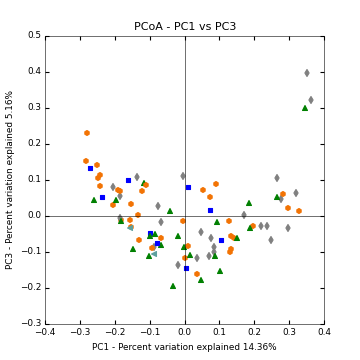 PCoA - PC1 vs PC3
PC3 - Percent variation explained 5.16%
0.5
0.4
0.3
0.2
0.1
0.0
−0.1
−0.2
−0.3
−0.4 −0.3 −0.2 −0.1 0.0 0.1 0.2 0.3 0.4
PC1 - Percent variation explained 14.36%